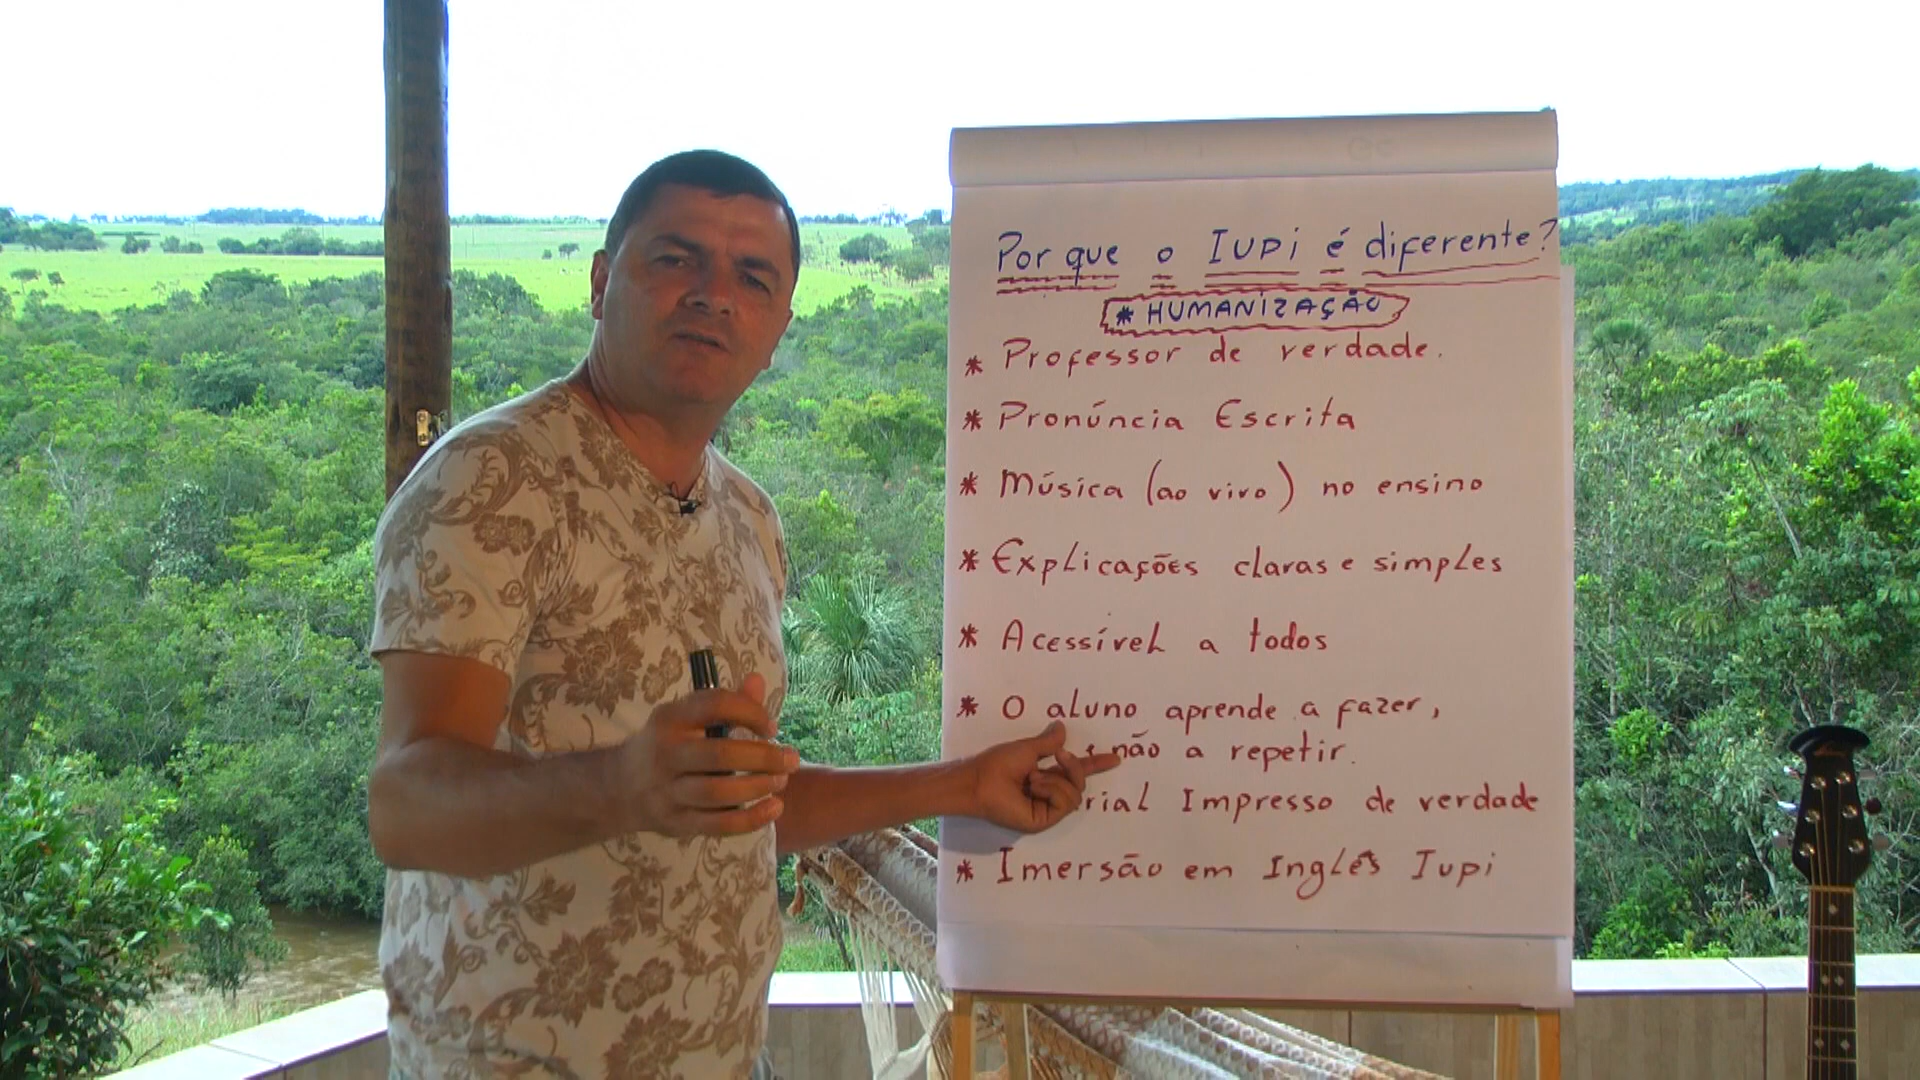 Por que o Iupi é diferente?
* HUMANIZAÇÃO
* Professor de verdade.
* Pronúncia Escrita
* Música (ao vivo) no ensino
* Explicações claras e simples
* Acessível a todos
* O aluno aprende a fazer,
e não a repetir.
rial Impresso de verdade
* Imersão em Inglês Iupi